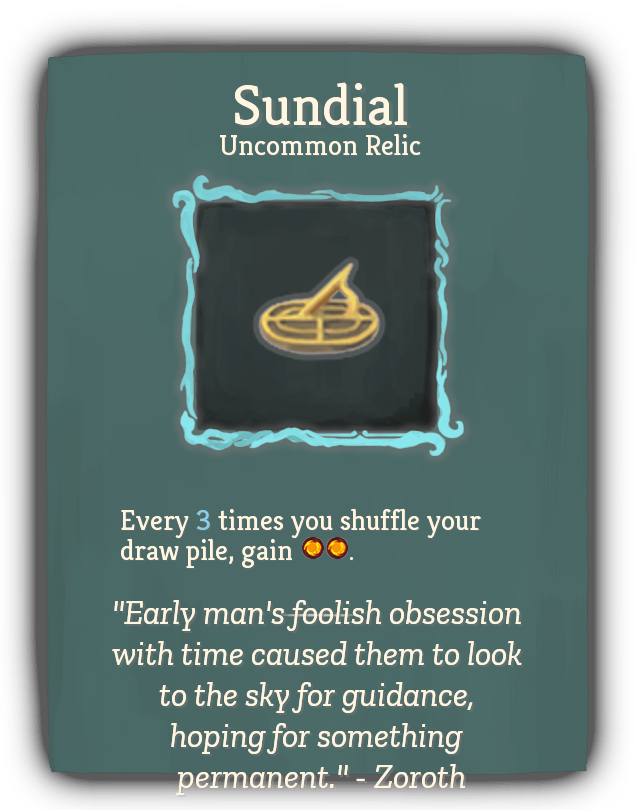 Sundial
Uncommon Relic
Every 3 times you shuffle your
draw pile, gain .
"Early man's foolish obsession
with time caused them to look
to the sky for guidance,
hoping for something
permanent." - Zoroth